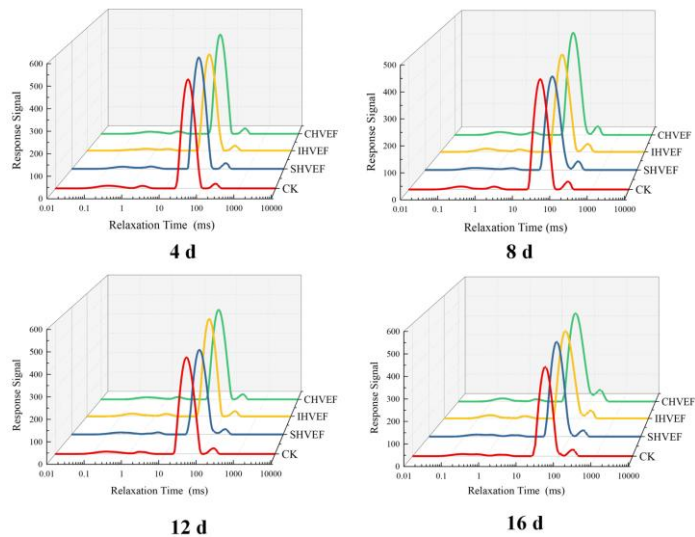 600
500
400
300
200
100
0
Response Signal
CHVEF
IHVEF
SHVEF
CK
0.01 0.1 1 10 100 1000 10000
Relaxation Time (ms)
4 d
500
400
300
200
100
0
Response Signal
CHVEF
IHVEF
SHVEF
CK
0.01 0.1 1 10 100 1000 10000
Relaxation Time (ms)
8 d
600
500
400
300
200
100
0
Response Signal
CHVEF
IHVEF
SHVEF
CK
0.01 0.1 1 10 100 1000 10000
Relaxation Time (ms)
12 d
600
500
400
300
200
100
0
Response Signal
CHVEF
IHVEF
SHVEF
CK
0.01 0.1 1 10 100 1000 10000
Relaxation Time (ms)
16 d